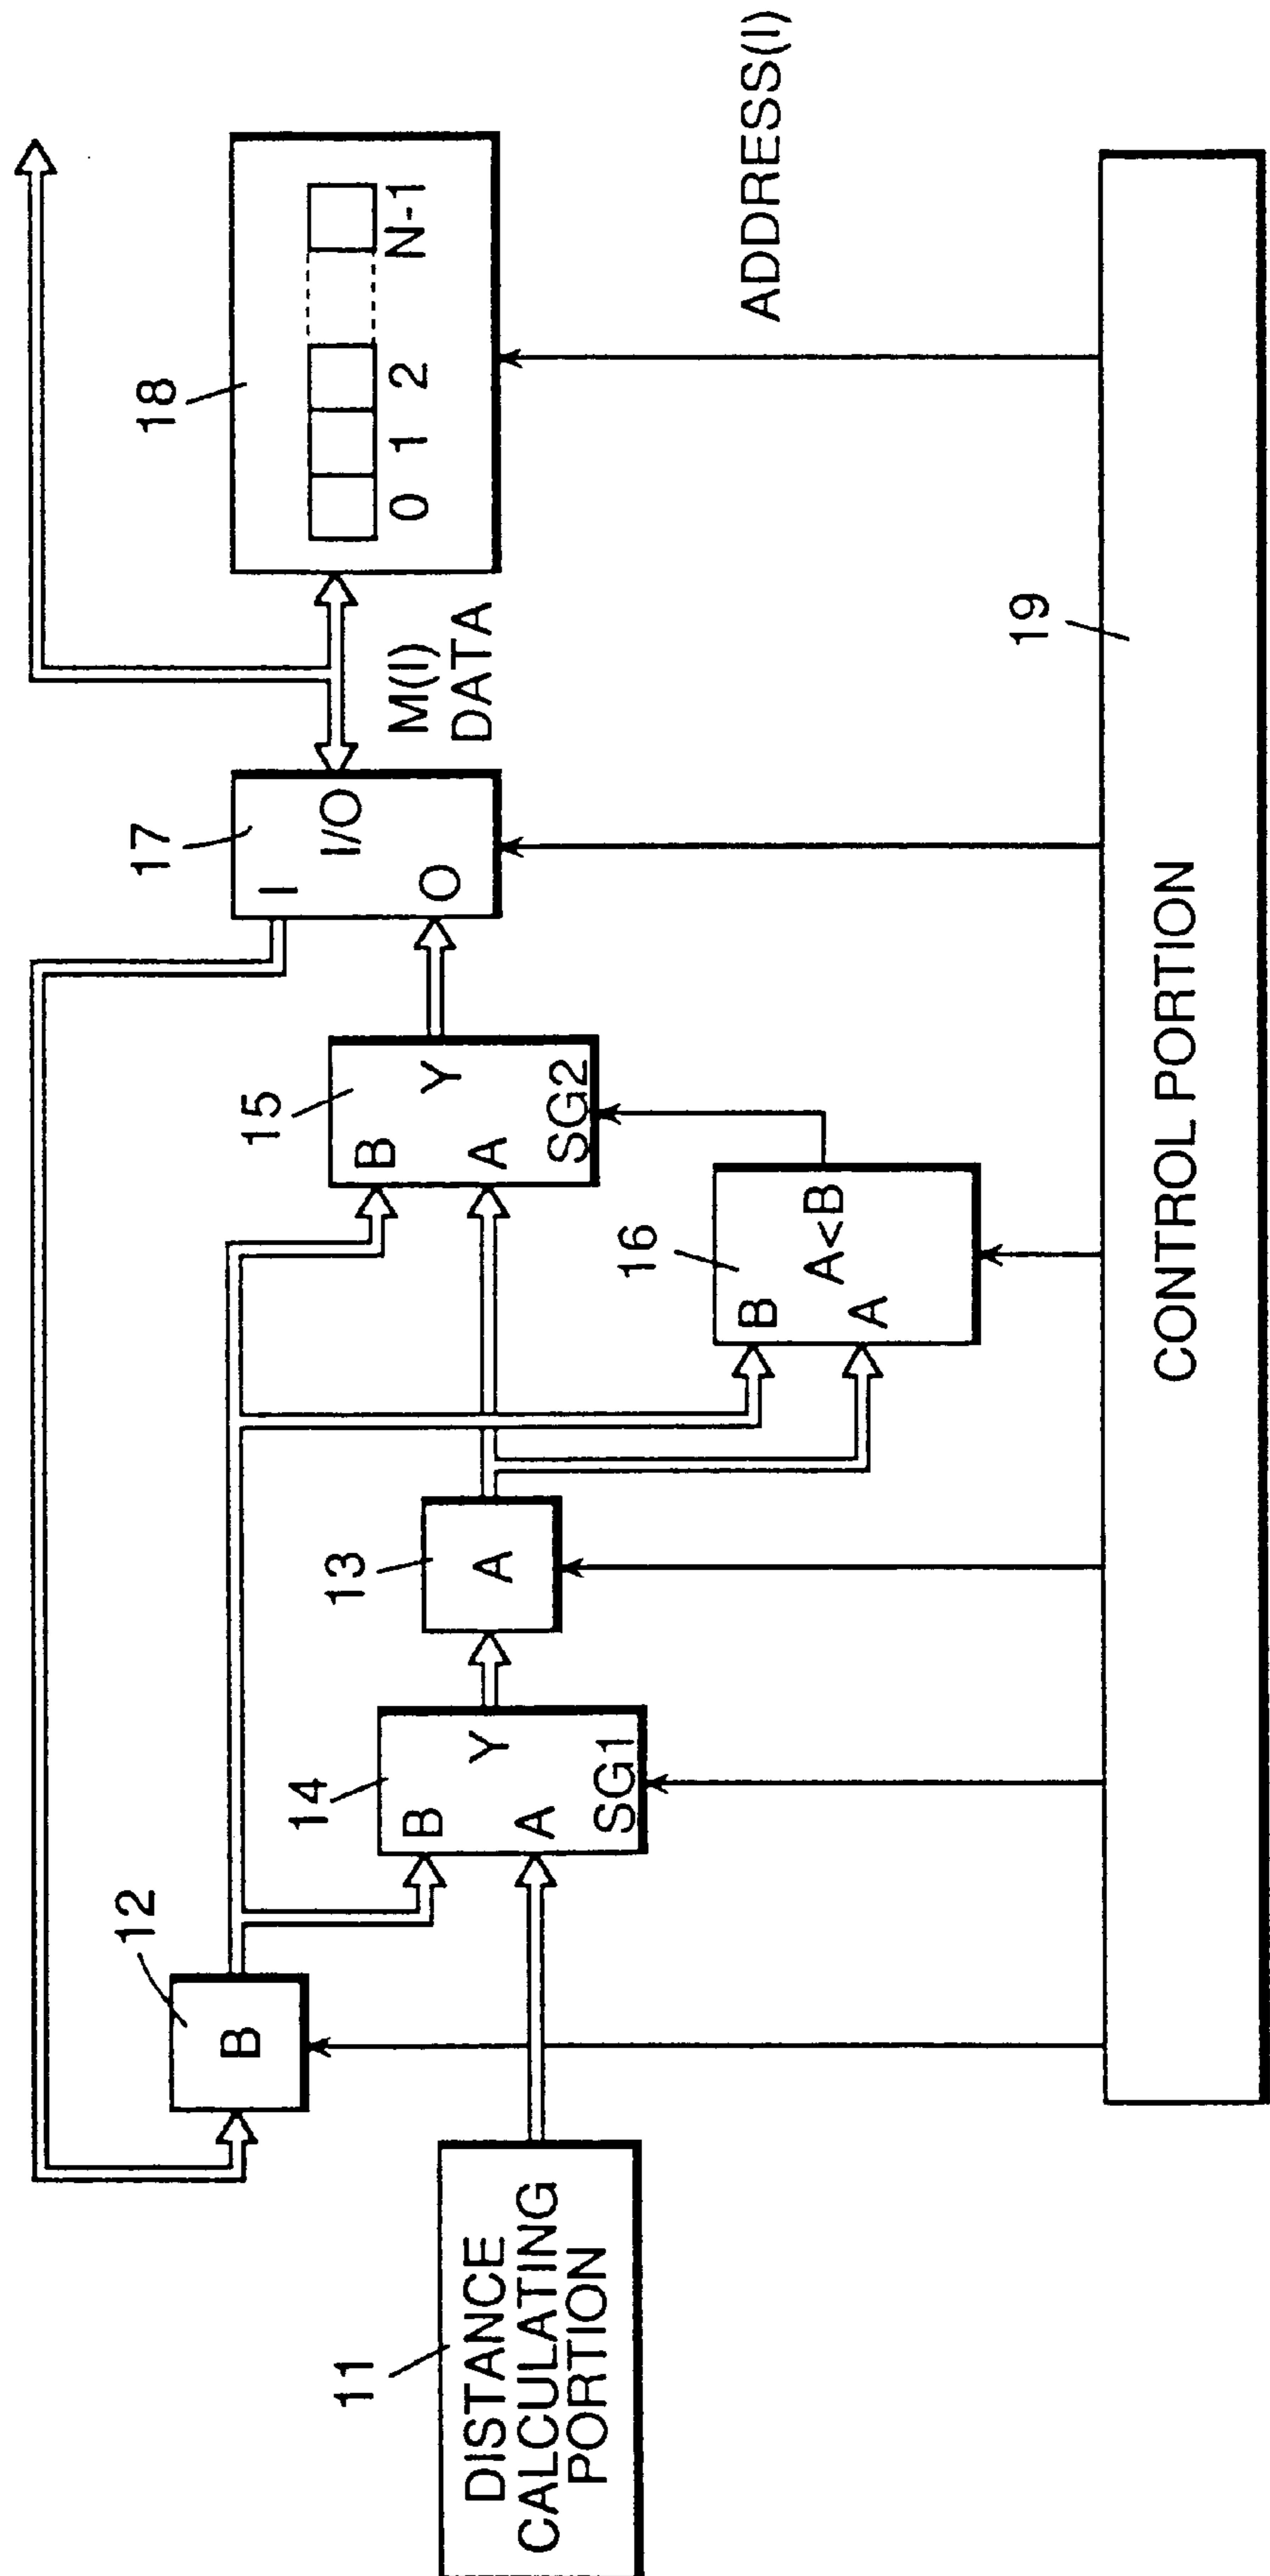 11
DISTANCE
CALCULATING
PORTION
12
B
14
B
Y
A
SG1
13
A
15
B
Y
A
SG2
16
B
A<B
A
17
I
I/O
O
M(I)
DATA
18
0 1 2 N-1
ADDRESS(I)
19
CONTROL PORTION